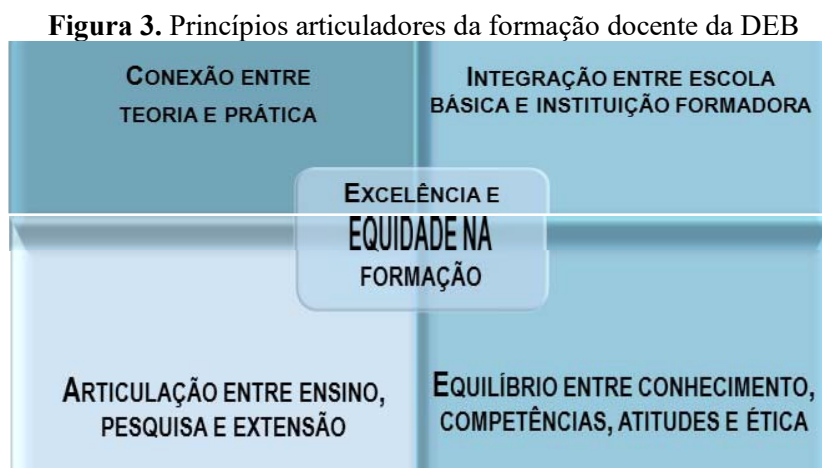 Figura 3. Princípios articuladores da formação docente da DEB
CONEXÃO ENTRE
TEORIA E PRÁTICA
INTEGRAÇÃO ENTRE ESCOLA
BÁSICA E INSTITUIÇÃO FORMADORA
EXCELÊNCIA E
EQUIDADE NA
FORMAÇÃO
ARTICULAÇÃO ENTRE ENSINO,
PESQUISA E EXTENSÃO
EQUILÍBRIO ENTRE CONHECIMENTO,
COMPETÊNCIAS, ATITUDES E ÉTICA